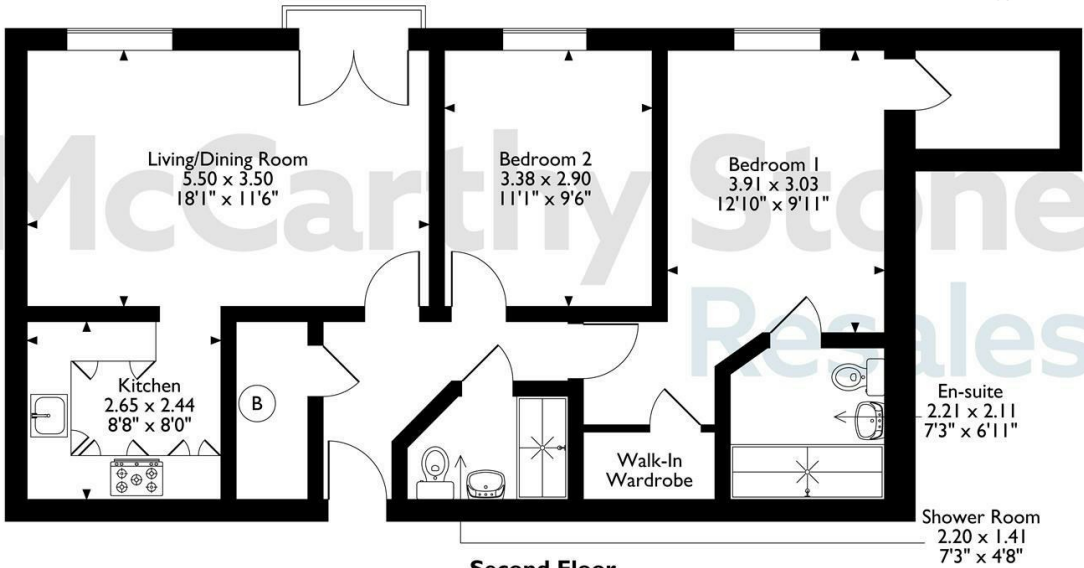 McCarthy Stone
Resales
Living/Dining Room
5.50 x 3.50
18'1" x 11'6"
Bedroom 2
3.38 x 2.90
11'1" x 9'6"
Bedroom 1
3.91 x 3.03
12'10" x 9'11"
Kitchen
2.65 x 2.44
8'8" x 8'0"
B
Walk-In
Wardrobe
En-suite
2.21 x 2.11
7'3" x 6'11"
Shower Room
2.20 x 1.41
7'3" x 4'8"
Second Floor